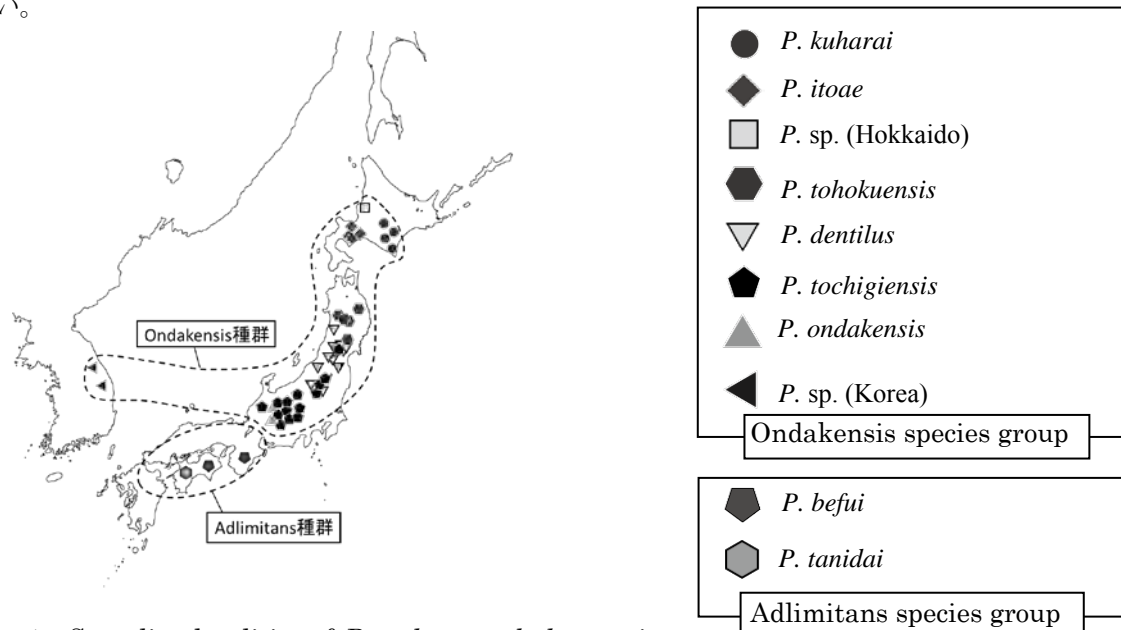 い。
P. kuharai
P. itoae
P. sp. (Hokkaido)
P. tohokuensis
P. dentilus
P. tochigiensis
P. ondakensis
P. sp. (Korea)
Ondakensis species group
Ondakensis種群
Adlimitans種群
P. befui
P. tanidai
Adlimitans species group